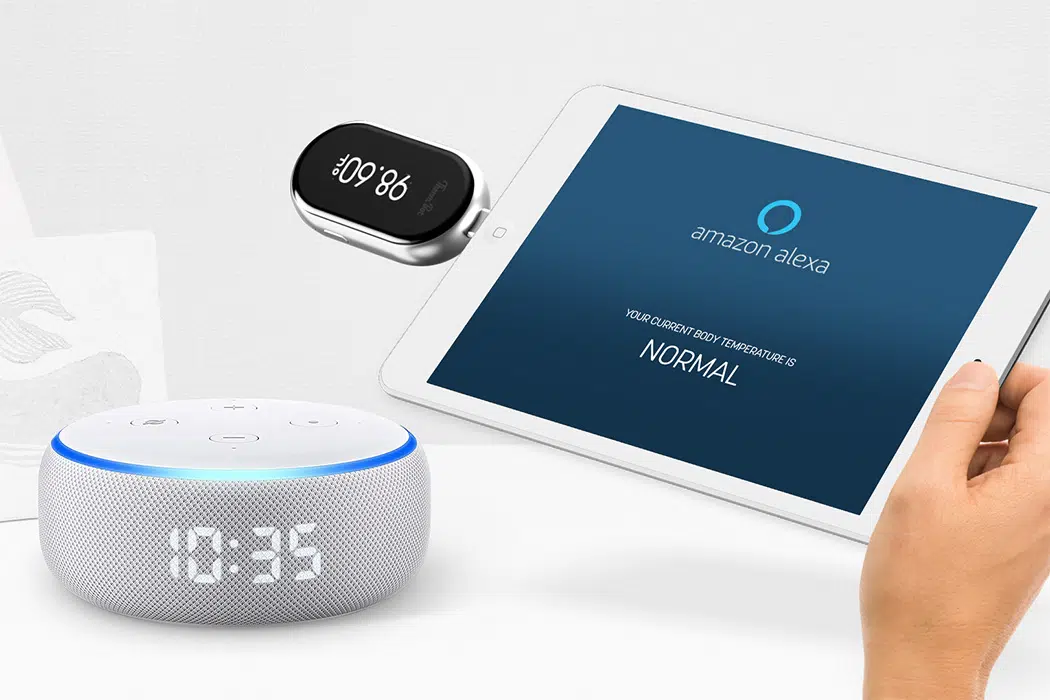 98.60°F
amazon alexa
YOUR CURRENT BODY TEMPERATURE IS
NORMAL
10:35